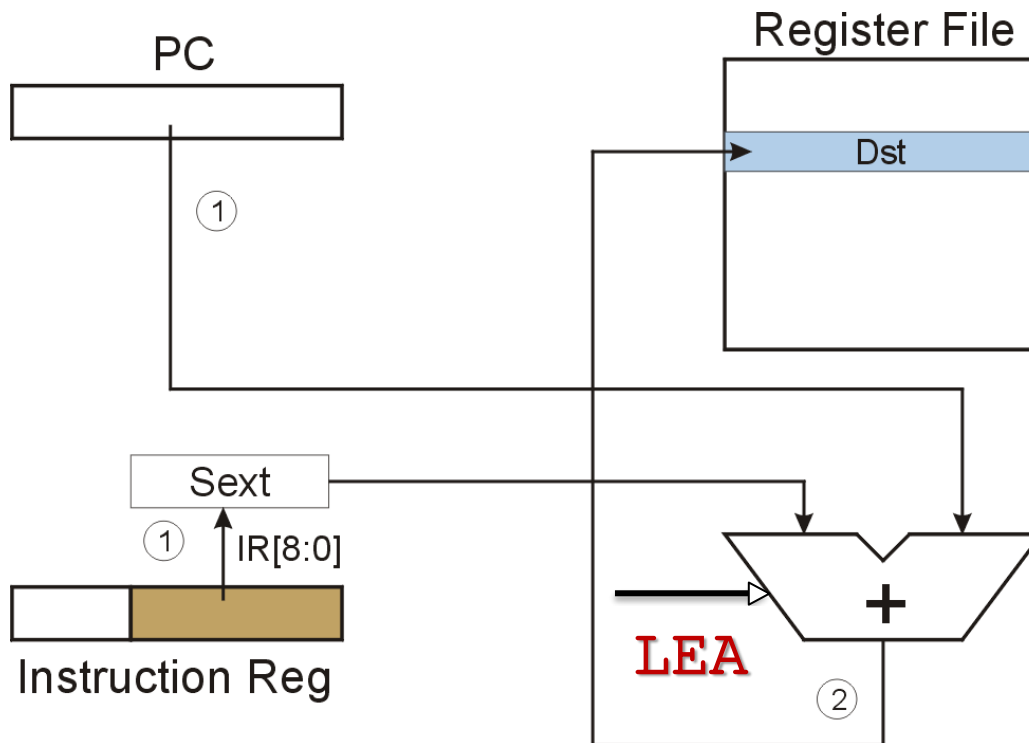 PC
Register File
Dst
1
Sext
1
IR[8:0]
+
LEA
Instruction Reg
2